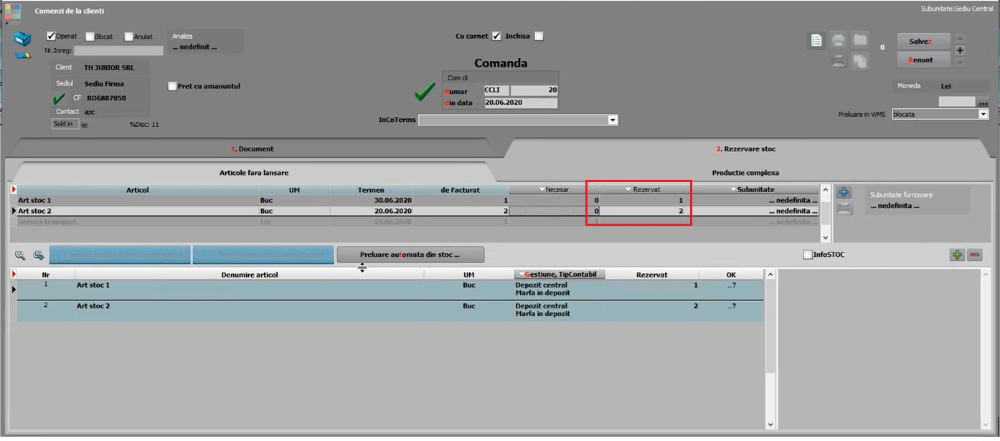 Comenzi de la clienti
Subunitate:Sediu Central
Operat Blocat Anulat
Analiza
... nedefinit ...
Nr.Inreg:
Cu carnet Inchisa
0
Salvez
Renunt
Client TH JUNIOR SRL
Sediul Sediu Firma
CF RO6887050
Contact a;c
Sold in lei %Disc: 11
Pret cu amanuntul
Comanda
Com cli
Numar CCLI 20
din data 20.06.2020
InCoTerms
Moneda Lei
...
Preluare in WMS blocata
1. Document
2. Rezervare stoc
Articole fara lansare
Productie complexa
Articol UM Termen de Facturat Necesar Rezervat Subunitate
Art stoc 1 Buc 30.06.2020 1 0 1 ... nedefinita ...
Art stoc 2 Buc 20.06.2020 2 0 2 ... nedefinita ...
Servicii transport Lei 20.06.2020 1 1
Subunitate furnizoare
... nedefinita ...
Preluare automata din stoc ...
InfoSTOC
Nr Denumire articol UM Gestiune, TipContabil Rezervat OK
1 Art stoc 1 Buc Depozit central 1 ..?
Marfa in depozit
2 Art stoc 2 Buc Depozit central 2 ..?
Marfa in depozit